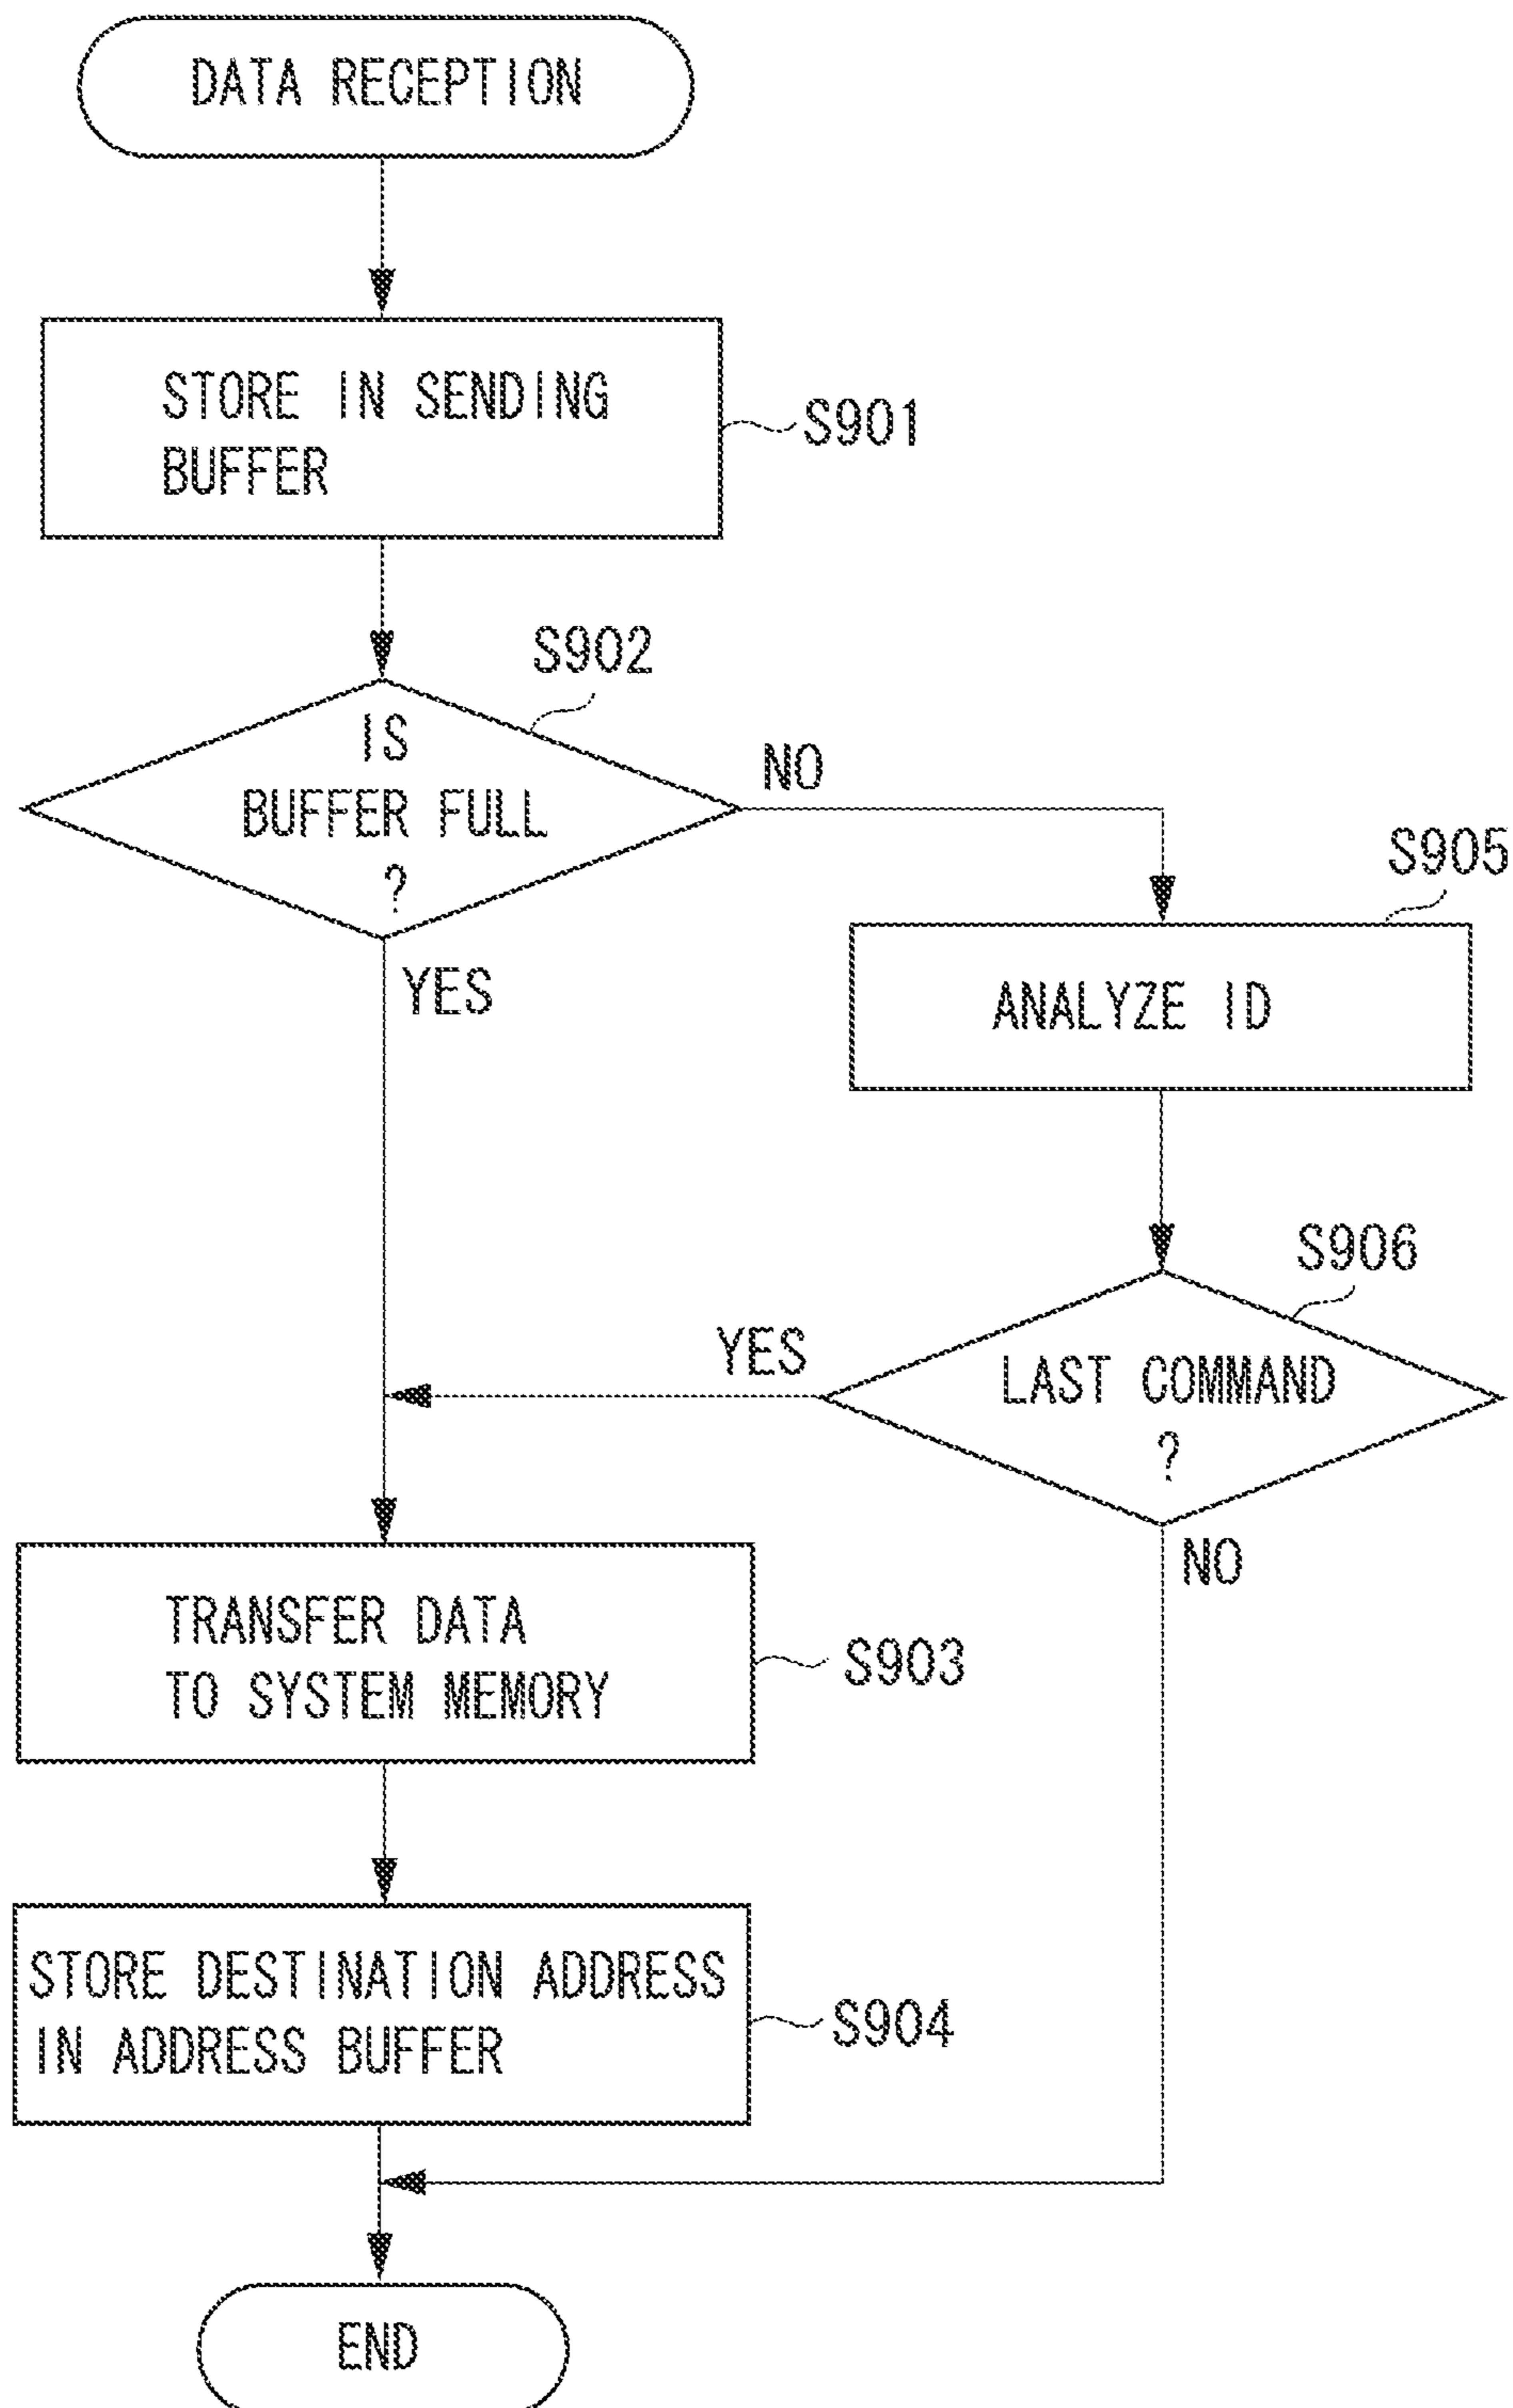 DATA RECEPTION
STORE IN SENDING
BUFFER
S901
S902
IS
BUFFER FULL
?
NO
YES
S905
ANALYZE ID
S906
LAST COMMAND
?
YES
NO
TRANSFER DATA
TO SYSTEM MEMORY
S903
STORE DESTINATION ADDRESS
IN ADDRESS BUFFER
S904
END